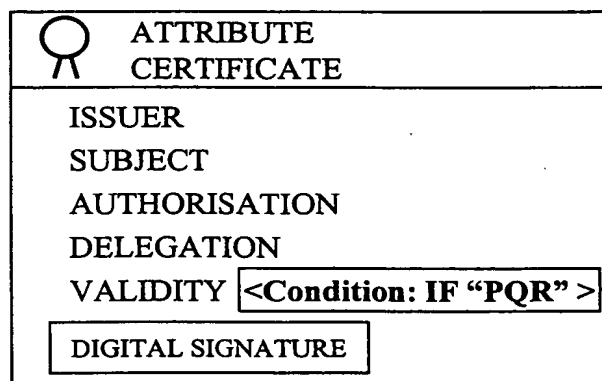 ATTRIBUTE
CERTIFICATE
ISSUER
SUBJECT
AUTHORISATION
DELEGATION
VALIDITY <Condition: IF “PQR” >
DIGITAL SIGNATURE